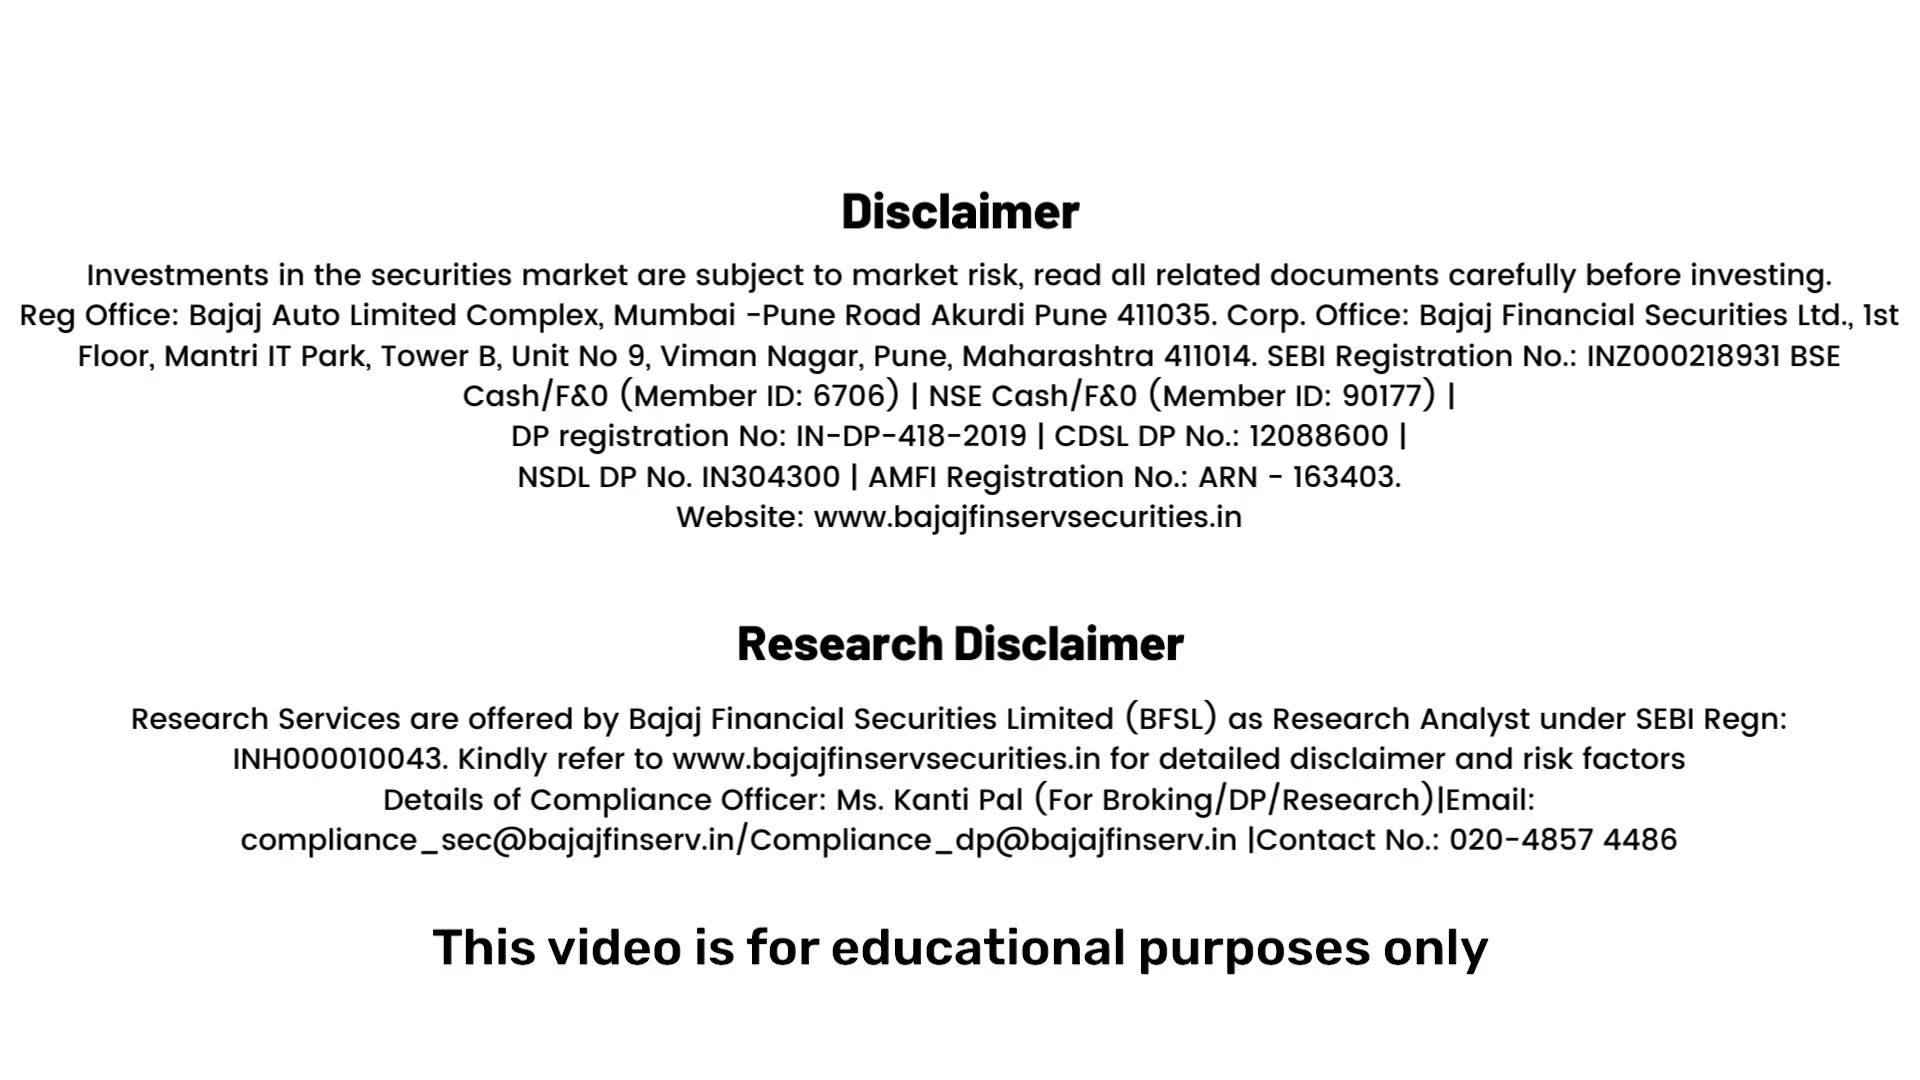 Disclaimer
Investments in the securities market are subject to market risk, read all related documents carefully before investing.
Reg Office: Bajaj Auto Limited Complex, Mumbai -Pune Road Akurdi Pune 411035. Corp. Office: Bajaj Financial Securities Ltd., 1st
Floor, Mantri IT Park, Tower B, Unit No 9, Viman Nagar, Pune, Maharashtra 411014. SEBI Registration No.: INZ000218931 BSE
Cash/F&0 (Member ID: 6706) | NSE Cash/F&0 (Member ID: 90177) |
DP registration No: IN-DP-418-2019 | CDSL DP No.: 12088600 |
NSDL DP No. IN304300 | AMFI Registration No.: ARN - 163403.
Website: www.bajajfinservsecurities.in
Research Disclaimer
Research Services are offered by Bajaj Financial Securities Limited (BFSL) as Research Analyst under SEBI Regn:
INH000010043. Kindly refer to www.bajajfinservsecurities.in for detailed disclaimer and risk factors
Details of Compliance Officer: Ms. Kanti Pal (For Broking/DP/Research)|Email:
compliance_sec@bajajfinserv.in/Compliance_dp@bajajfinserv.in |Contact No.: 020-4857 4486
This video is for educational purposes only